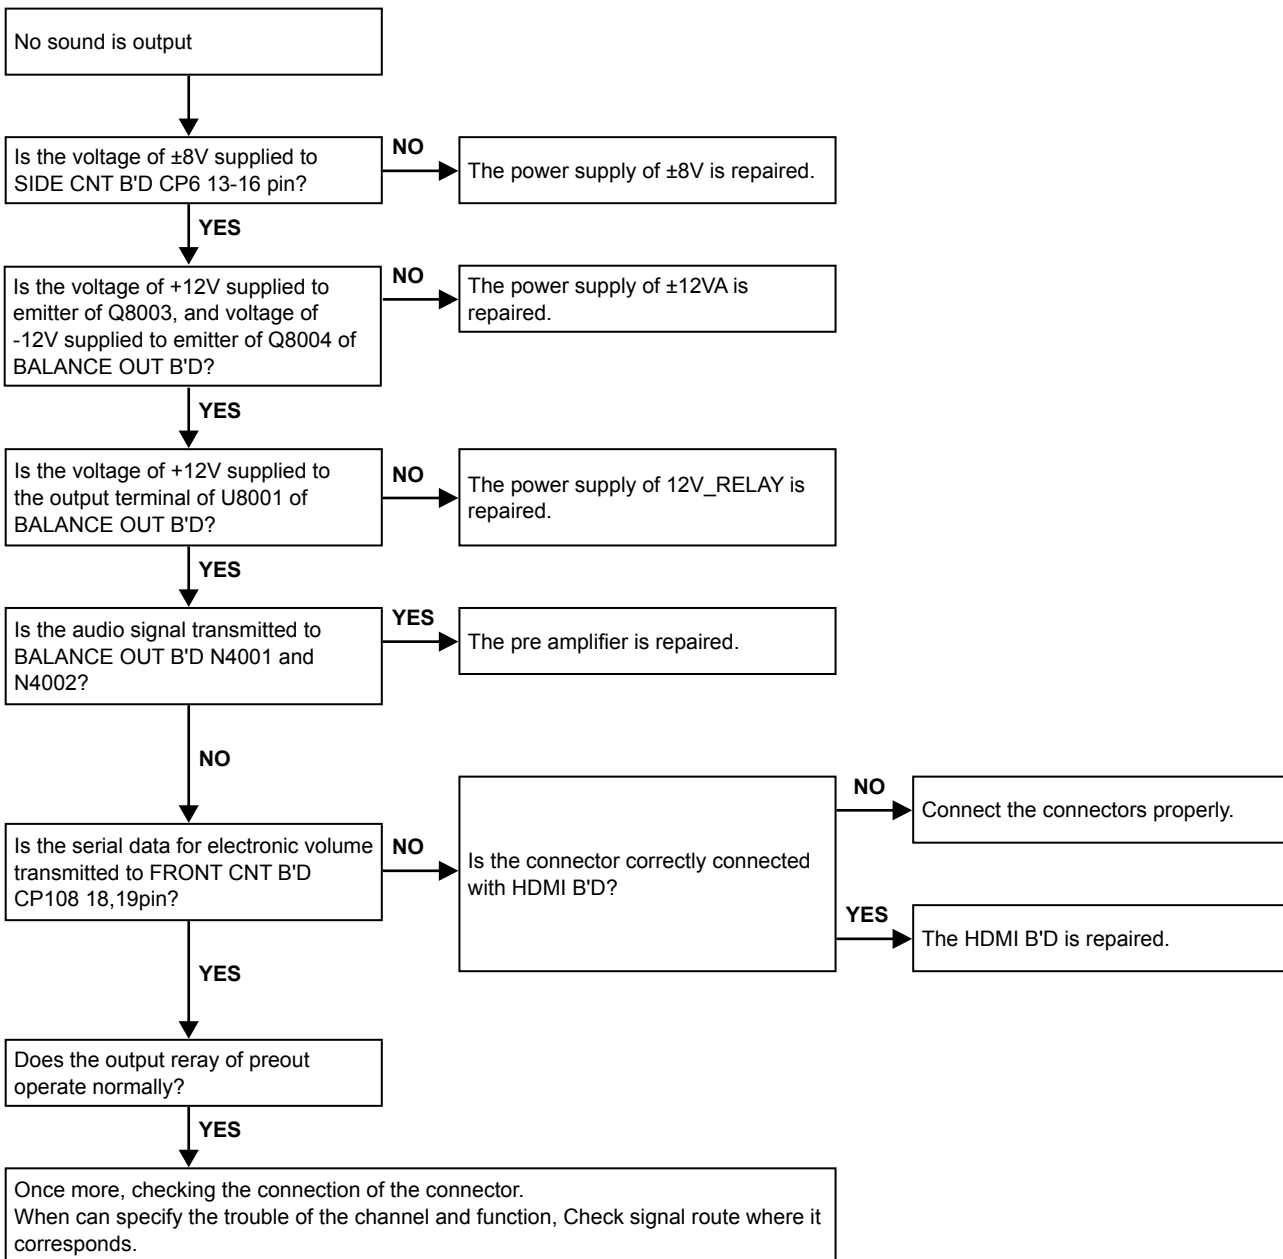 No sound is output
Is the voltage of ±8V supplied to
SIDE CNT B'D CP6 13-16 pin?
NO
The power supply of ±8V is repaired.
YES
Is the voltage of +12V supplied to
emitter of Q8003, and voltage of
-12V supplied to emitter of Q8004 of
BALANCE OUT B'D?
NO
The power supply of ±12VA is
repaired.
YES
Is the voltage of +12V supplied to
the output terminal of U8001 of
BALANCE OUT B'D?
NO
The power supply of 12V_RELAY is
repaired.
YES
Is the audio signal transmitted to
BALANCE OUT B'D N4001 and
N4002?
YES
The pre amplifier is repaired.
NO
Is the serial data for electronic volume
transmitted to FRONT CNT B'D
CP108 18,19pin?
NO
Is the connector correctly connected
with HDMI B'D?
NO
Connect the connectors properly.
YES
The HDMI B'D is repaired.
YES
Does the output reray of preout
operate normally?
YES
Once more, checking the connection of the connector.
When can specify the trouble of the channel and function, Check signal route where it
corresponds.